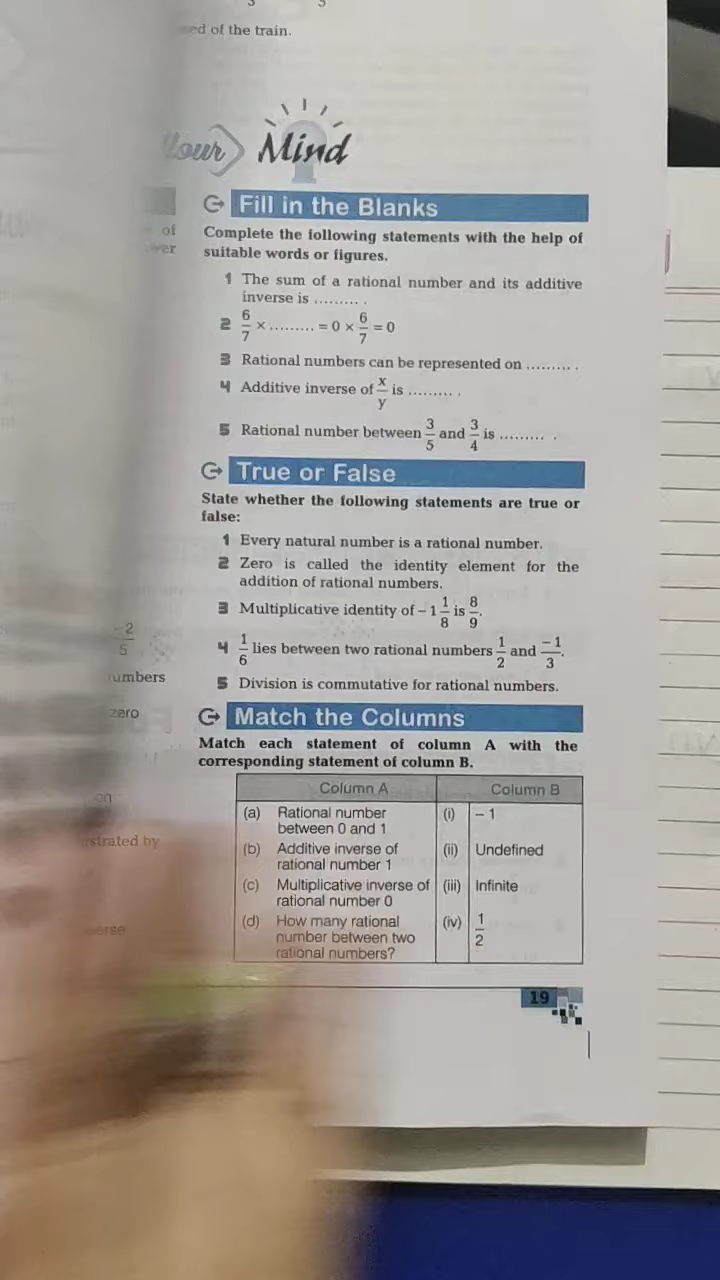 of the train.
Your Mind
Fill in the Blanks
of
Complete the following statements with the help of
suitable words or figures.
1 The sum of a rational number and its additive
inverse is ......... .
2 6/7 × ......... = 0 × 6/7 = 0
3 Rational numbers can be represented on ......... .
4 Additive inverse of x/y is ......... .
5 Rational number between 3/5 and 3/4 is ......... .
True or False
State whether the following statements are true or
false:
1 Every natural number is a rational number.
2 Zero is called the identity element for the
addition of rational numbers.
3 Multiplicative identity of -1 1/8 is 8/9.
4 1/6 lies between two rational numbers 1/2 and -1/3.
5 Division is commutative for rational numbers.
-2/5
umbers
zero
on
ustrated by
erse
Match the Columns
Match each statement of column A with the
corresponding statement of column B.
Column A Column B
(a) Rational number (i) -1
between 0 and 1
(b) Additive inverse of (ii) Undefined
rational number 1
(c) Multiplicative inverse of (iii) Infinite
rational number 0
(d) How many rational (iv) 1/2
number between two
rational numbers?
19